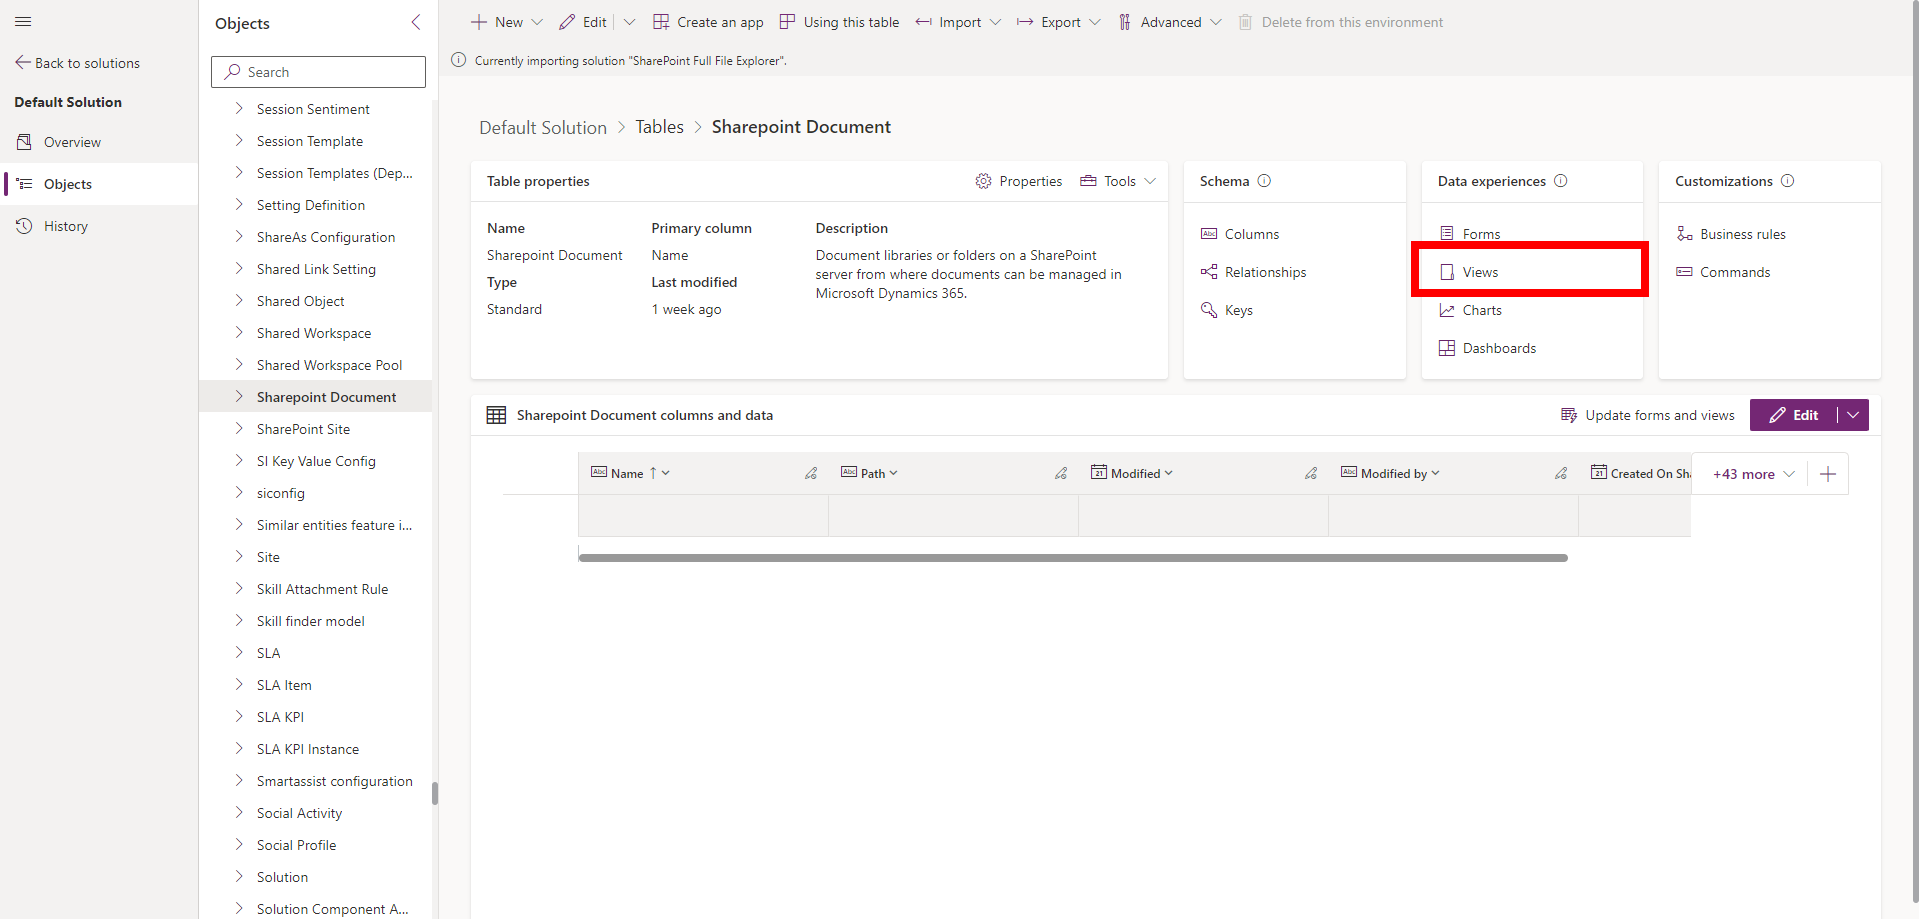 Back to solutions
Default Solution
Overview
Objects
History
Objects
Search
Session Sentiment
Session Template
Session Templates (Dep...
Setting Definition
ShareAs Configuration
Shared Link Setting
Shared Object
Shared Workspace
Shared Workspace Pool
Sharepoint Document
SharePoint Site
SI Key Value Config
siconfig
Similar entities feature i...
Site
Skill Attachment Rule
Skill finder model
SLA
SLA Item
SLA KPI
SLA KPI Instance
Smartassist configuration
Social Activity
Social Profile
Solution
Solution Component A...
New Edit Create an app Using this table Import Export Advanced Delete from this environment
Currently importing solution "SharePoint Full File Explorer".
Default Solution > Tables > Sharepoint Document
Table properties Properties Tools
Name
Sharepoint Document
Type
Standard
Primary column
Name
Last modified
1 week ago
Description
Document libraries or folders on a SharePoint
server from where documents can be managed in
Microsoft Dynamics 365.
Schema
Columns
Relationships
Keys
Data experiences
Forms
Views
Charts
Dashboards
Customizations
Business rules
Commands
Sharepoint Document columns and data Update forms and views Edit
Abc Name ↑ Abc Path 21 Modified Abc Modified by 21 Created On Sha +43 more